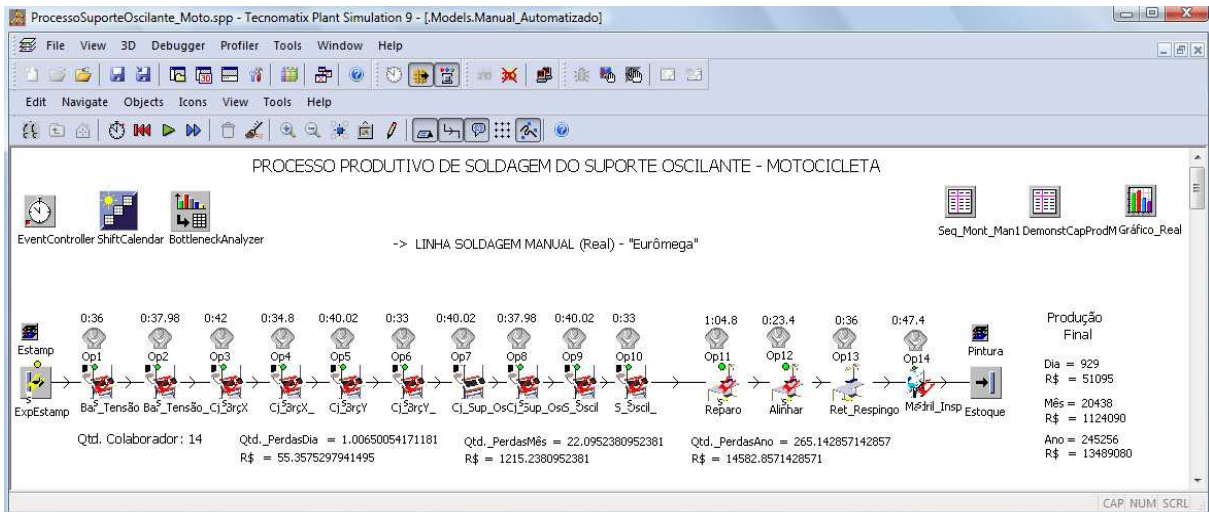 ProcessoSuporteOscilante_Moto.spp - Tecnomatix Plant Simulation 9 - [.Models.Manual_Automatizado]
File View 3D Debugger Profiler Tools Window Help
Edit Navigate Objects Icons View Tools Help
PROCESSO PRODUTIVO DE SOLDAGEM DO SUPORTE OSCILANTE - MOTOCICLETA
EventController ShiftCalendar BottleneckAnalyzer
Seq_Mont_Man1 DemonstCapProdM Gráfico_Real
-> LINHA SOLDAGEM MANUAL (Real) - "Eurômega"
0:36 0:37.98 0:42 0:34.8 0:40.02 0:33 0:40.02 0:37.98 0:40.02 0:33 1:04.8 0:23.4 0:36 0:47.4
Estamp Op1 Op2 Op3 Op4 Op5 Op6 Op7 Op8 Op9 Op10 Op11 Op12 Op13 Op14 Pintura
ExpEstamp Reparo Alinhar Ret_Respingo Estoque
Produção
Final
Dia = 929
R$ = 51095
Mês = 20438
R$ = 1124090
Ano = 245256
R$ = 13489080
Qtd. Colaborador: 14
Qtd._PerdasDia = 1.00650054171181
R$ = 55.3575297941495
Qtd._PerdasMês = 22.0952380952381
R$ = 1215.2380952381
Qtd._PerdasAno = 265.142857142857
R$ = 14582.8571428571
CAP NUM SCRL